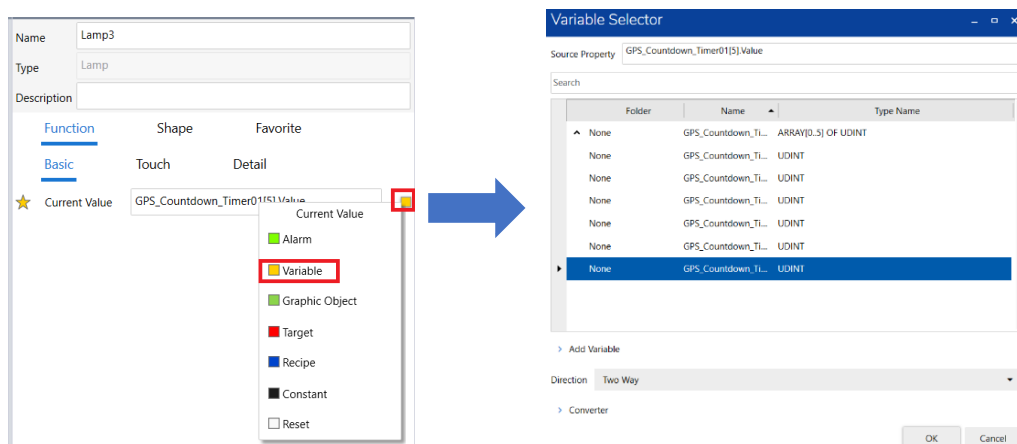 Name Lamp3
Type Lamp
Description
Function Shape Favorite
Basic Touch Detail
Current Value GPS_Countdown_Timer01[5].Value
Current Value
Alarm
Variable
Graphic Object
Target
Recipe
Constant
Reset
Variable Selector
Source Property GPS_Countdown_Timer01[5].Value
Search
Folder Name Type Name
None GPS_Countdown_Ti... ARRAY[0..5] OF UDINT
None GPS_Countdown_Ti... UDINT
None GPS_Countdown_Ti... UDINT
None GPS_Countdown_Ti... UDINT
None GPS_Countdown_Ti... UDINT
None GPS_Countdown_Ti... UDINT
None GPS_Countdown_Ti... UDINT
Add Variable
Direction Two Way
Converter
OK Cancel